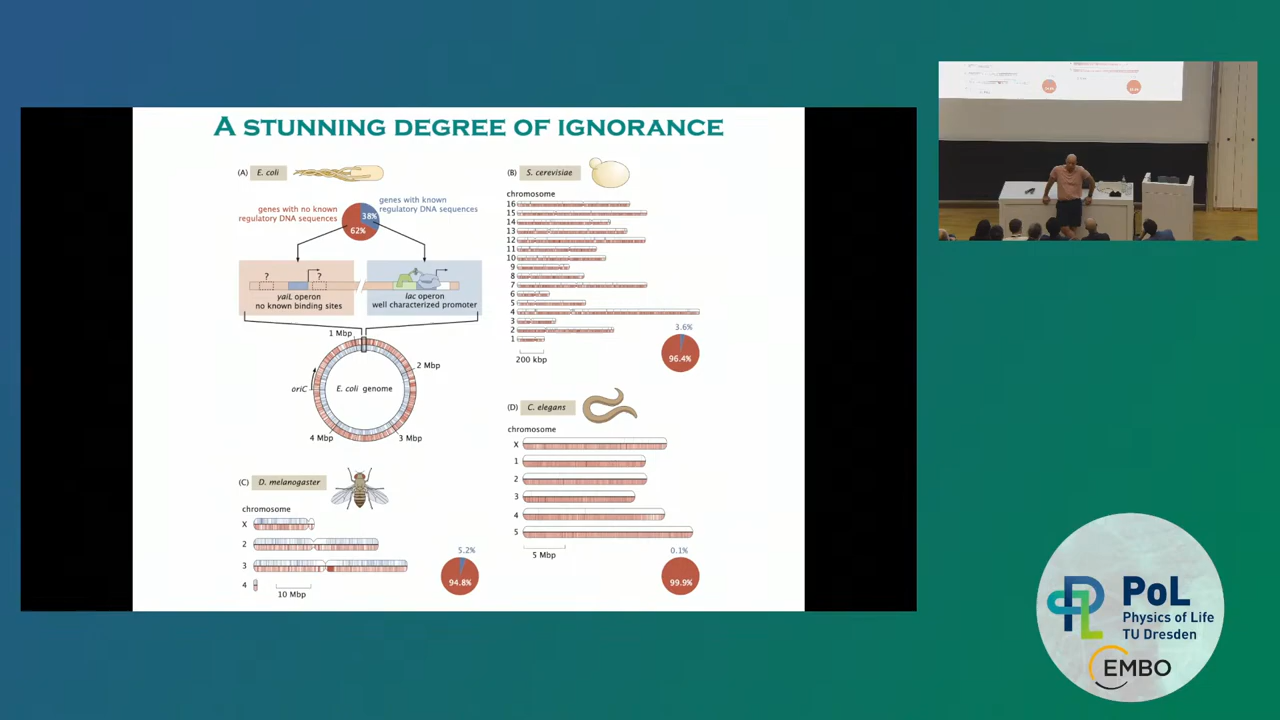 A STUNNING DEGREE OF IGNORANCE
(A) E. coli
genes with no known
regulatory DNA sequences
genes with known
regulatory DNA sequences
38%
62%
?
?
yaiL operon
no known binding sites
lac operon
well characterized promoter
1 Mbp
2 Mbp
oriC
E. coli genome
4 Mbp
3 Mbp
(B) S. cerevisiae
chromosome
16
15
14
13
12
11
10
9
8
7
6
5
4
3
2
1
200 kbp
3.6%
96.4%
(C) D. melanogaster
chromosome
X
2
3
4
10 Mbp
5.2%
94.8%
(D) C. elegans
chromosome
X
1
2
3
4
5
5 Mbp
0.1%
99.9%
PoL
Physics of Life
TU Dresden
EMBO